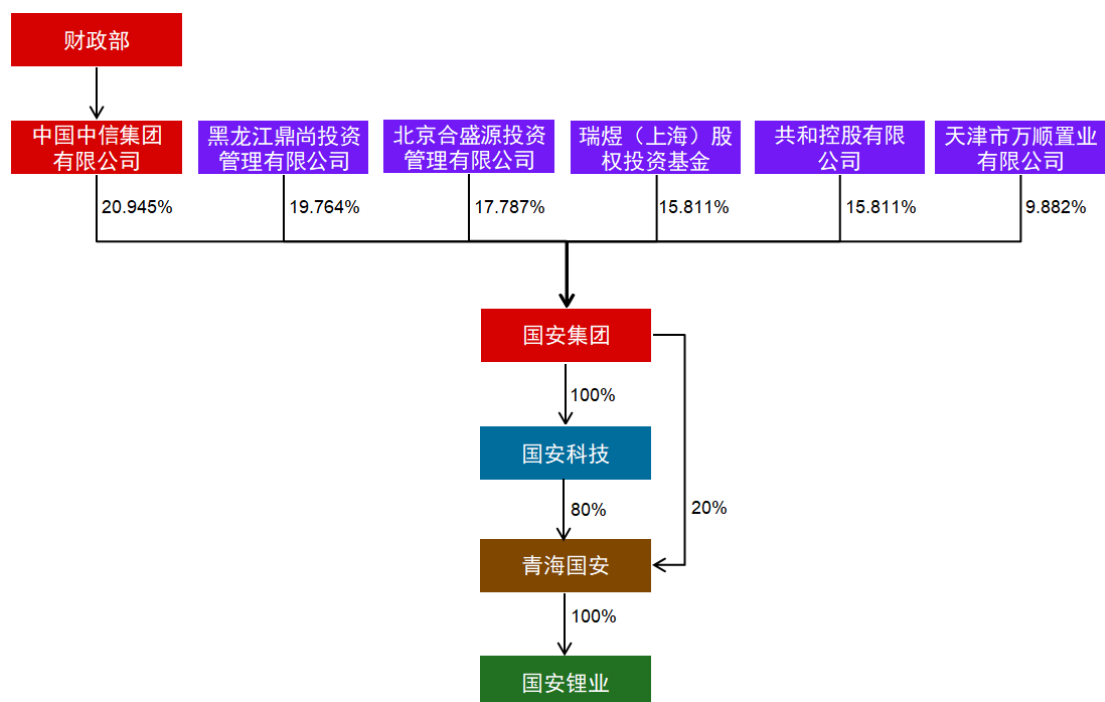 财政部
中国中信集团
有限公司
黑龙江鼎尚投资
管理有限公司
北京合盛源投资
管理有限公司
瑞煜（上海）股
权投资基金
共和控股有限
公司
天津市万顺置业
有限公司
20.945%
19.764%
17.787%
15.811%
15.811%
9.882%
国安集团
100%
国安科技
80%
20%
青海国安
100%
国安锂业